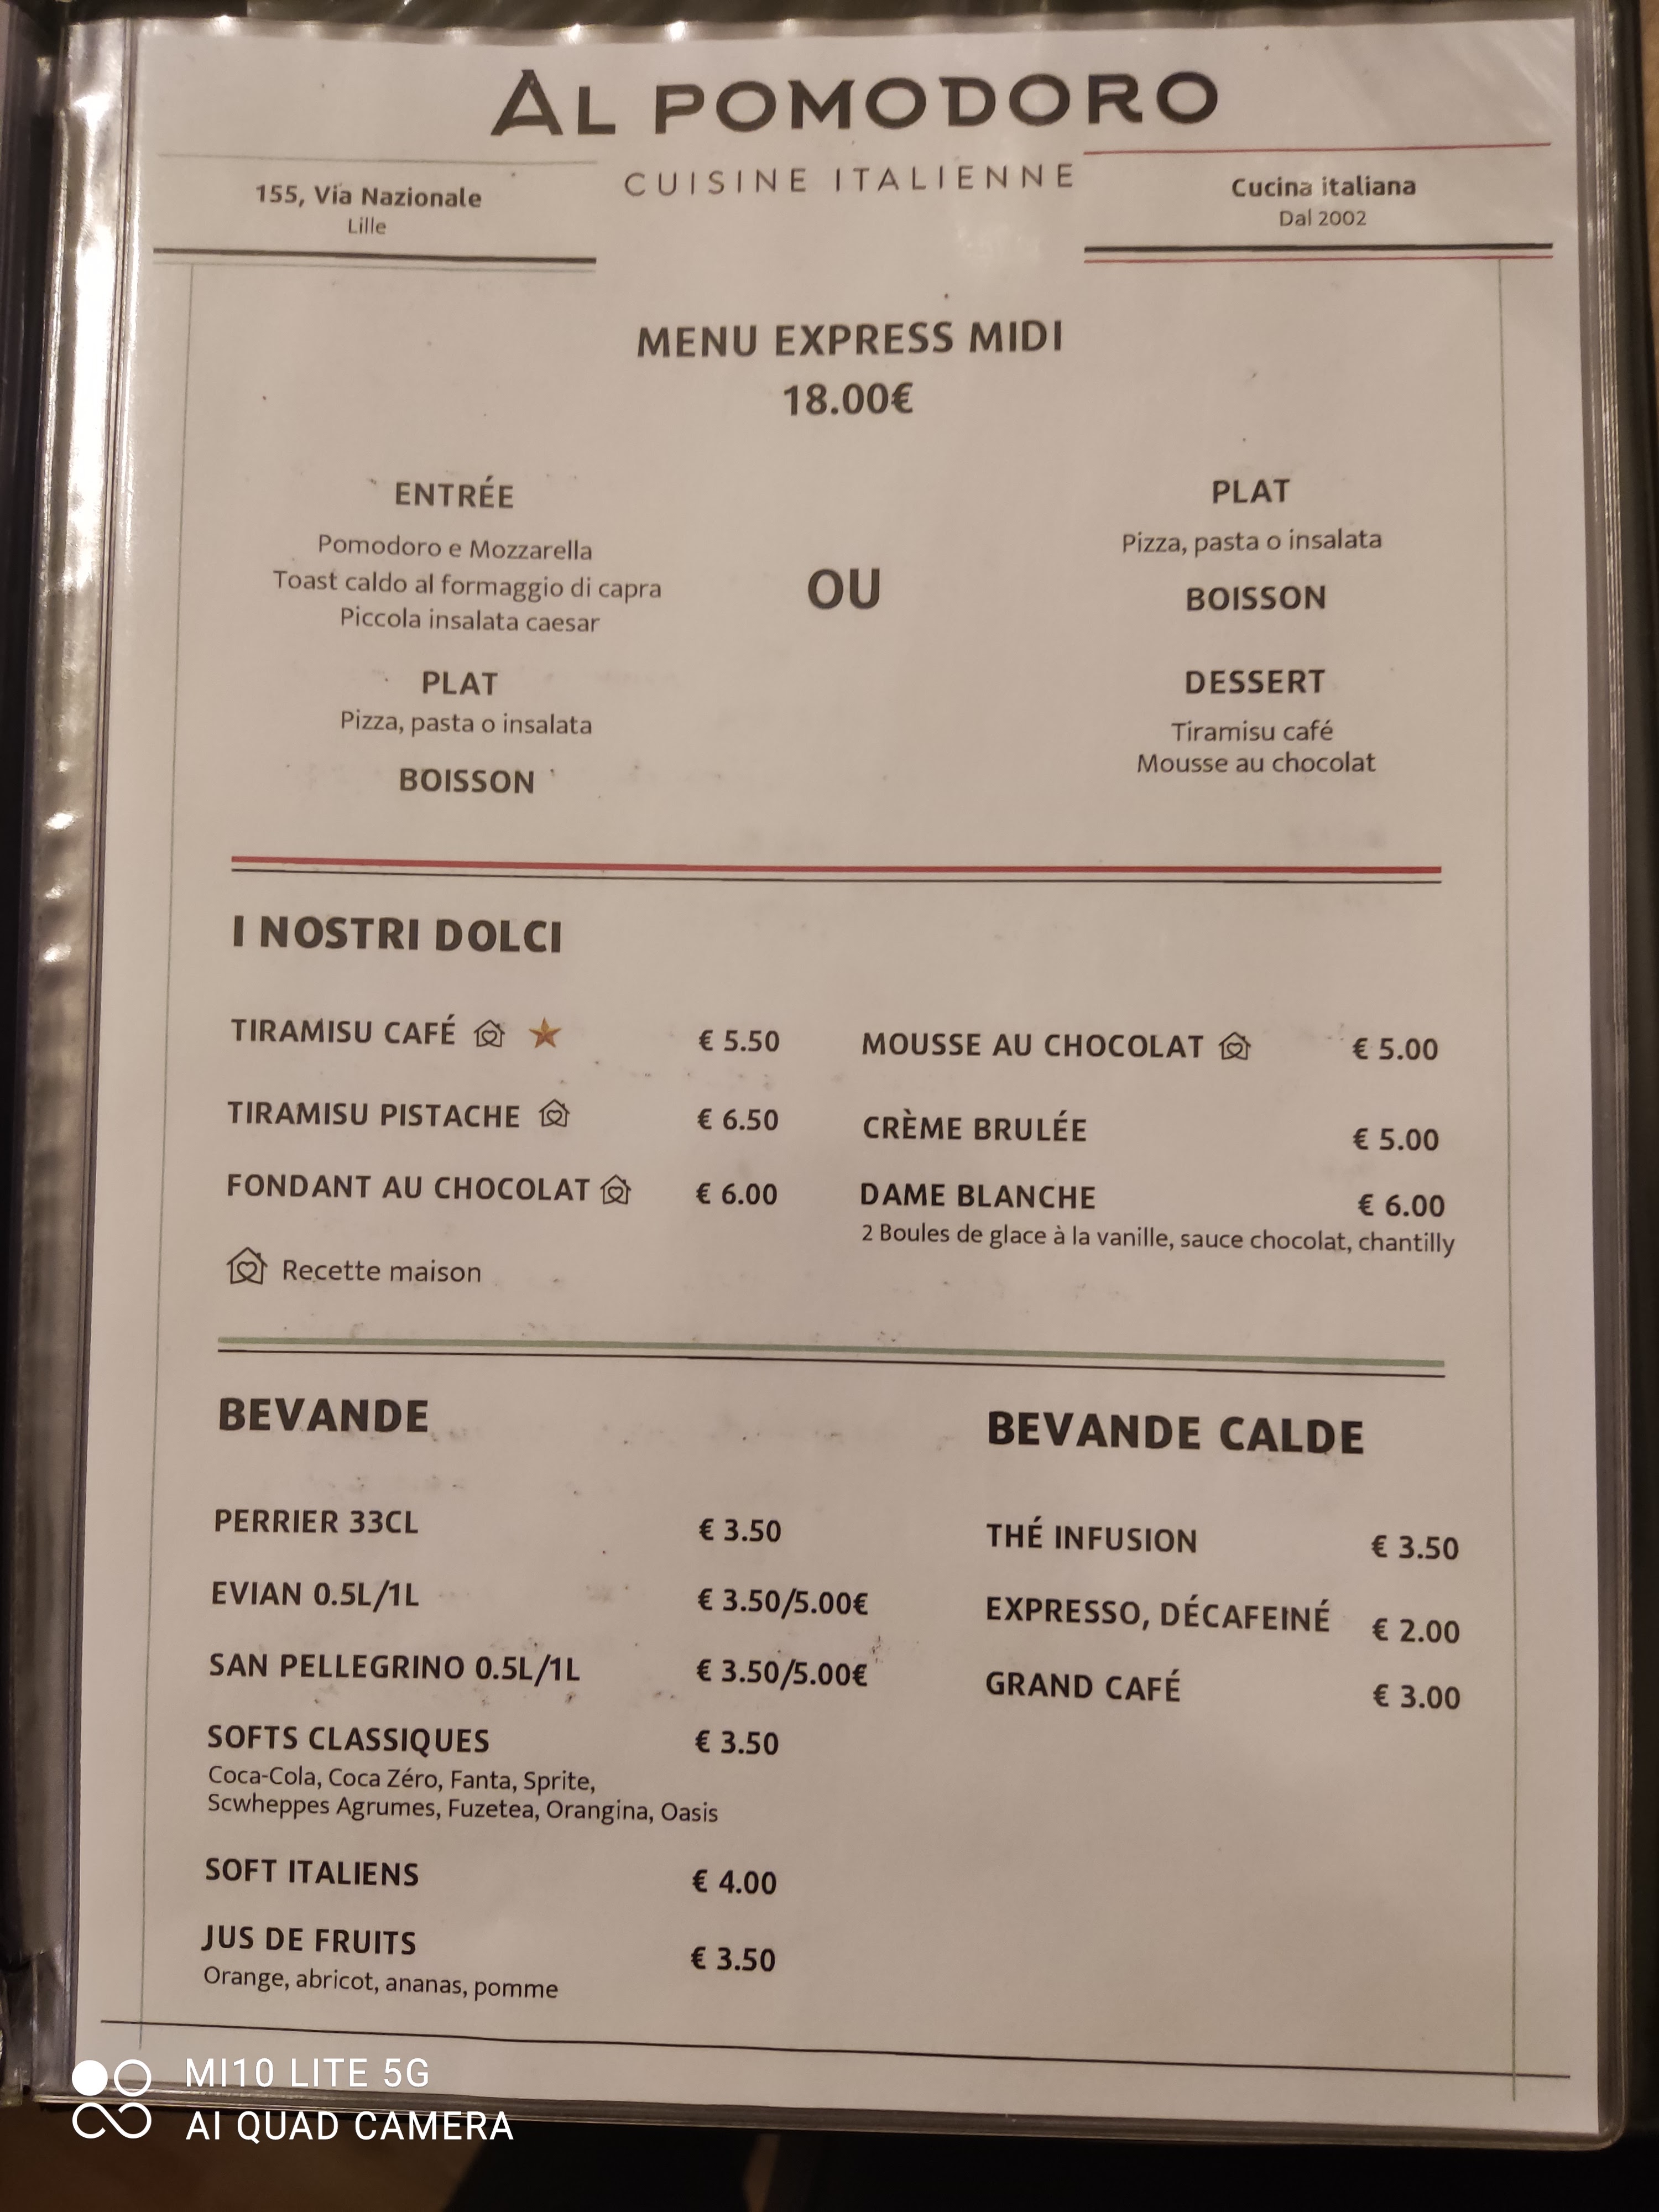 AL POMODORO
CUISINE ITALIENNE
155, Via Nazionale
Lille
Cucina italiana
Dal 2002
MENU EXPRESS MIDI
18.00€
ENTRÉE
Pomodoro e Mozzarella
Toast caldo al formaggio di capra
Piccola insalata caesar
PLAT
Pizza, pasta o insalata
BOISSON
OU
PLAT
Pizza, pasta o insalata
BOISSON
DESSERT
Tiramisu café
Mousse au chocolat
I NOSTRI DOLCI
TIRAMISU CAFÉ € 5.50
TIRAMISU PISTACHE € 6.50
FONDANT AU CHOCOLAT € 6.00
Recette maison
MOUSSE AU CHOCOLAT € 5.00
CRÈME BRULÉE € 5.00
DAME BLANCHE € 6.00
2 Boules de glace à la vanille, sauce chocolat, chantilly
BEVANDE
PERRIER 33CL € 3.50
EVIAN 0.5L/1L € 3.50/5.00€
SAN PELLEGRINO 0.5L/1L € 3.50/5.00€
SOFTS CLASSIQUES € 3.50
Coca-Cola, Coca Zéro, Fanta, Sprite,
Scwheppes Agrumes, Fuzetea, Orangina, Oasis
SOFT ITALIENS € 4.00
JUS DE FRUITS € 3.50
Orange, abricot, ananas, pomme
BEVANDE CALDE
THÉ INFUSION € 3.50
EXPRESSO, DÉCAFEINÉ € 2.00
GRAND CAFÉ € 3.00
MI10 LITE 5G
AI QUAD CAMERA